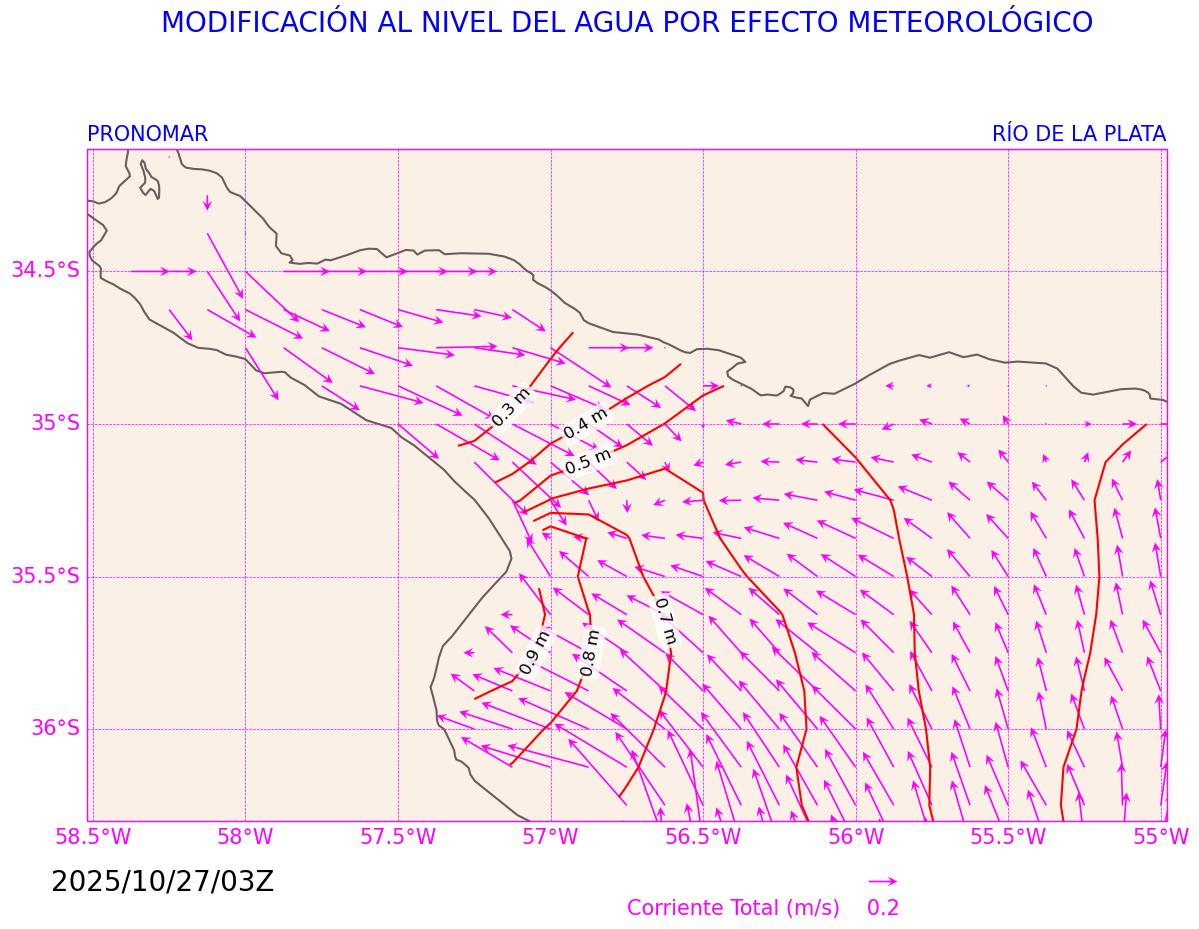 MODIFICACIÓN AL NIVEL DEL AGUA POR EFECTO METEOROLÓGICO
PRONOMAR RÍO DE LA PLATA
34.5°S
0.3 m
0.4 m
35°S
0.5 m
35.5°S
0.7 m
0.8 m
0.9 m
36°S
58.5°W 58°W 57.5°W 57°W 56.5°W 56°W 55.5°W 55°W
2025/10/27/03Z
Corriente Total (m/s) 0.2